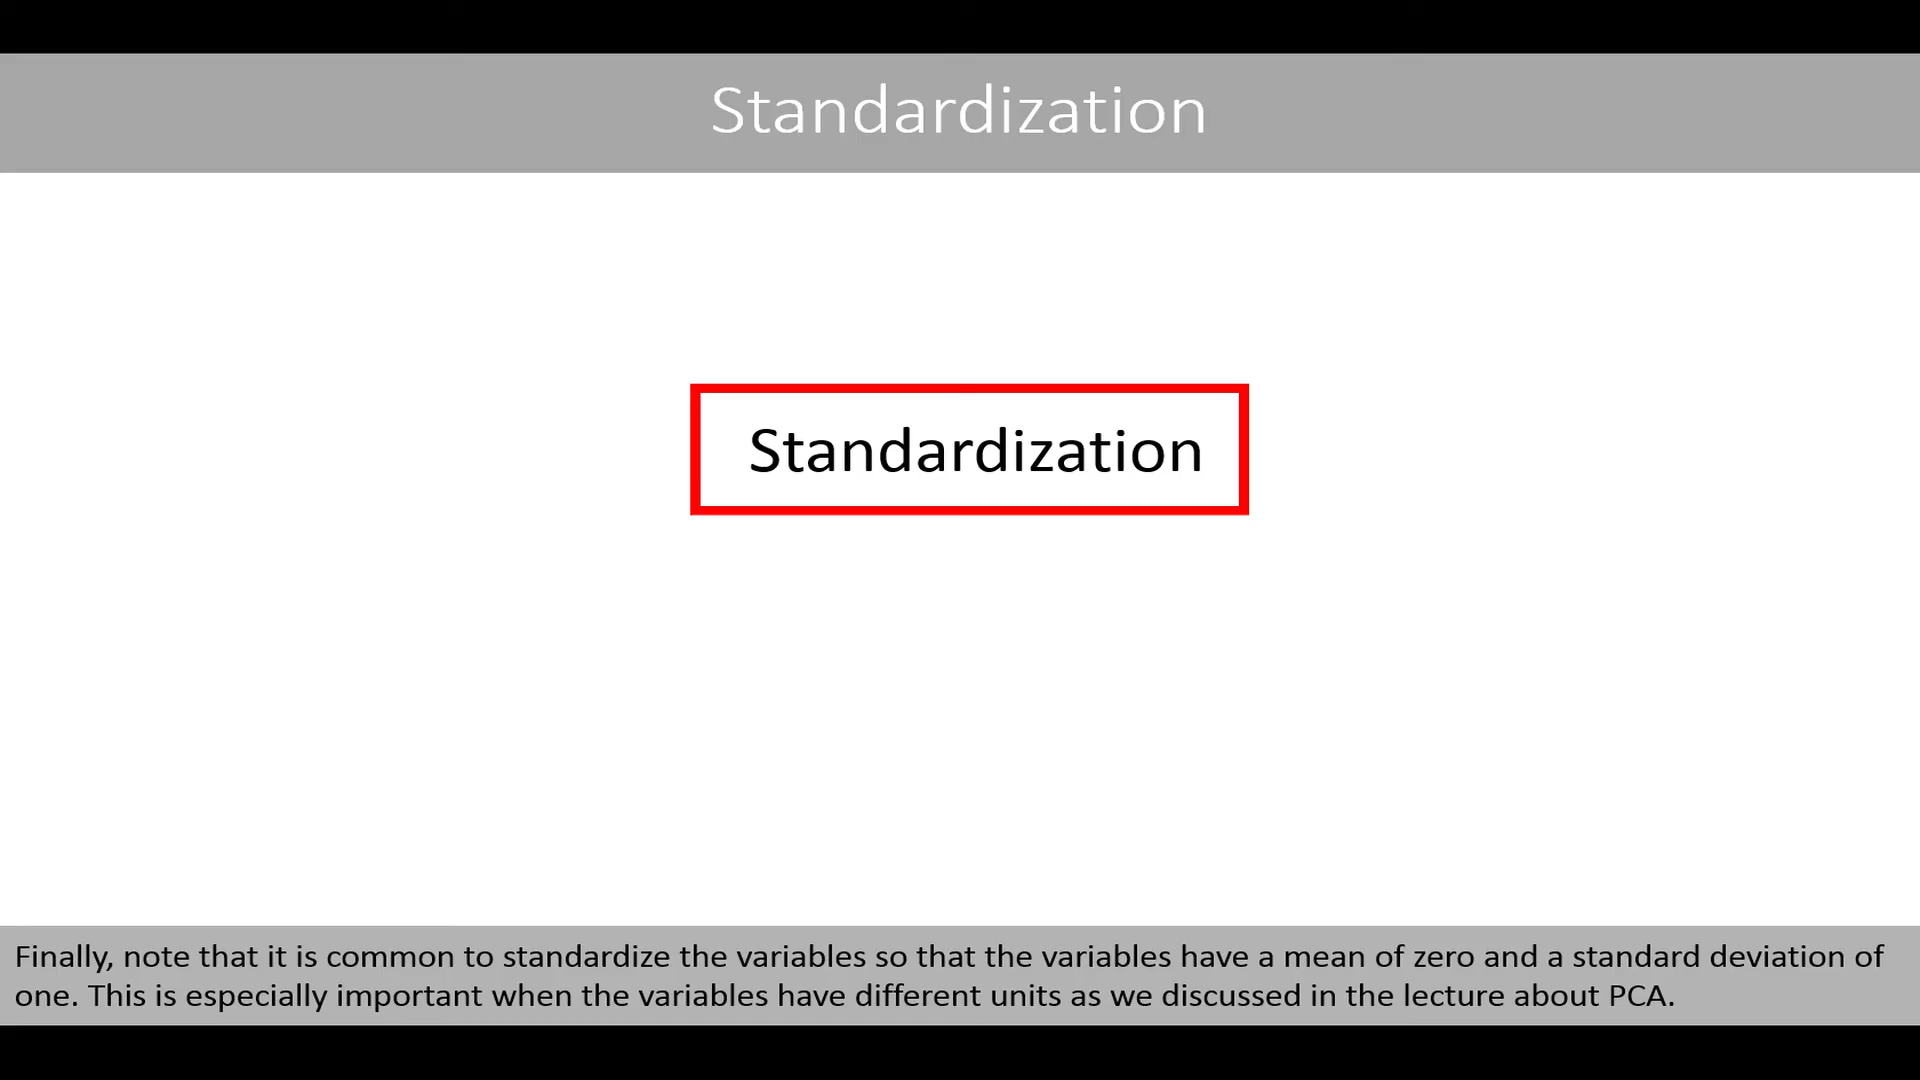 Standardization
Standardization
Finally, note that it is common to standardize the variables so that the variables have a mean of zero and a standard deviation of
one. This is especially important when the variables have different units as we discussed in the lecture about PCA.